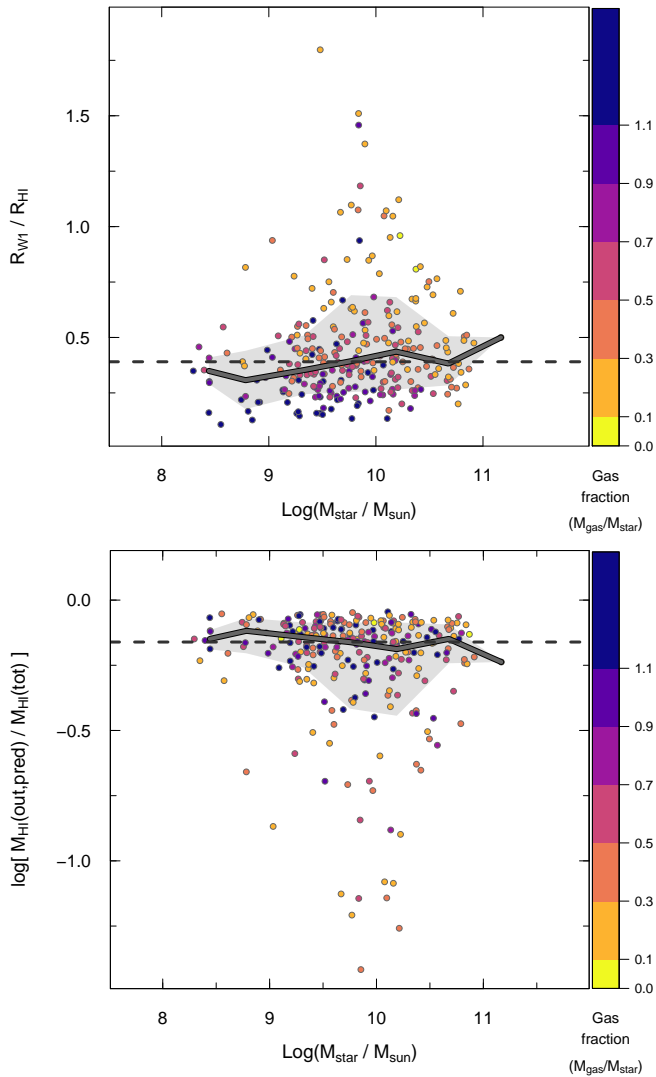 R_W1 / R_HI
1.5
1.0
0.5
8
9
10
11
Log(M_star / M_sun)
1.1
0.9
0.7
0.5
0.3
0.1
0.0
Gas
fraction
(M_gas/M_star)
log[ M_HI(out,pred) / M_HI(tot) ]
0.0
−0.5
−1.0
8
9
10
11
Log(M_star / M_sun)
1.1
0.9
0.7
0.5
0.3
0.1
0.0
Gas
fraction
(M_gas/M_star)